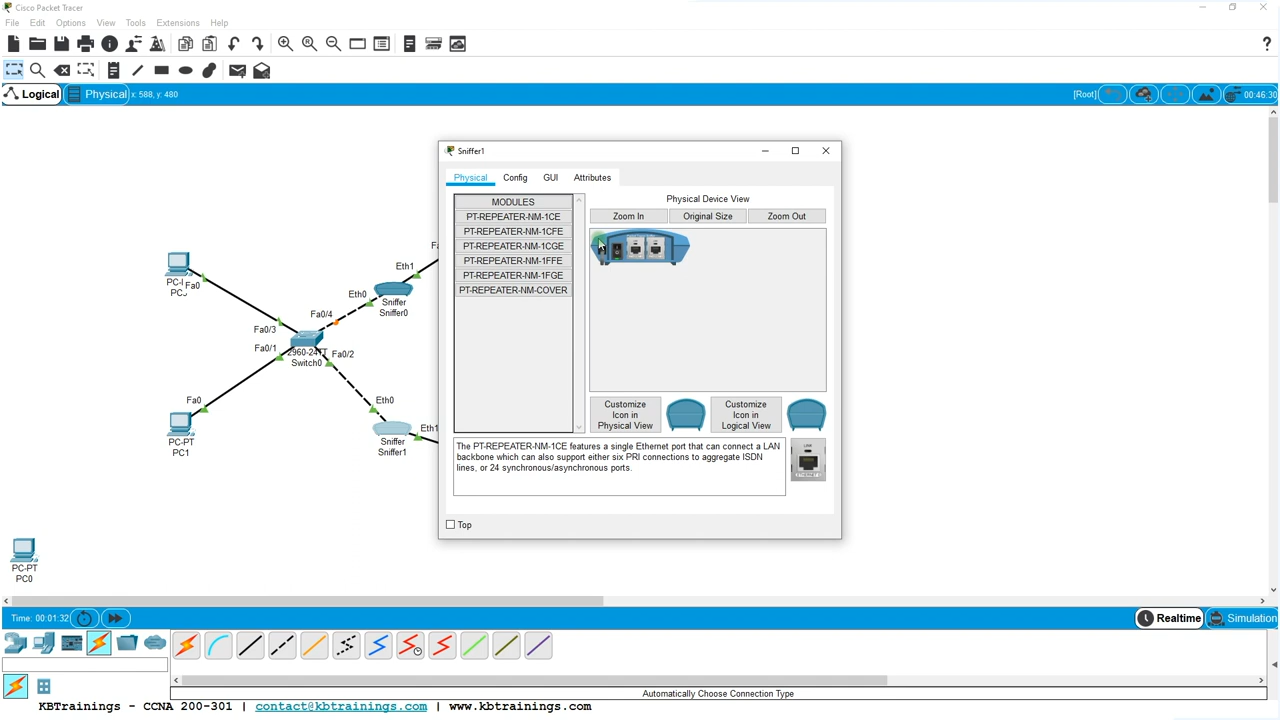 Cisco Packet Tracer
File Edit Options View Tools Extensions Help
?
Logical Physical x: 588, y: 480 [Root] 00:46:30
Sniffer1
Physical Config GUI Attributes
MODULES
PT-REPEATER-NM-1CE
PT-REPEATER-NM-1CFE
PT-REPEATER-NM-1CGE
PT-REPEATER-NM-1FFE
PT-REPEATER-NM-1FGE
PT-REPEATER-NM-COVER
Physical Device View
Zoom In Original Size Zoom Out
Customize
Icon in
Physical View
Customize
Icon in
Logical View
The PT-REPEATER-NM-1CE features a single Ethernet port that can connect a LAN
backbone which can also support either six PRI connections to aggregate ISDN
lines, or 24 synchronous/asynchronous ports.
Top
Fa0
Eth1
Eth0
Sniffer
Sniffer0
Fa0/4
Fa0/3
Fa0/1
Fa0/2
Switch0
Fa0
PC-PT
PC1
Eth0
Eth1
Sniffer
Sniffer1
PC-PT
PC0
Time: 00:01:32 Realtime Simulation
Automatically Choose Connection Type
KBTrainings - CCNA 200-301 | contact@kbtrainings.com | www.kbtrainings.com